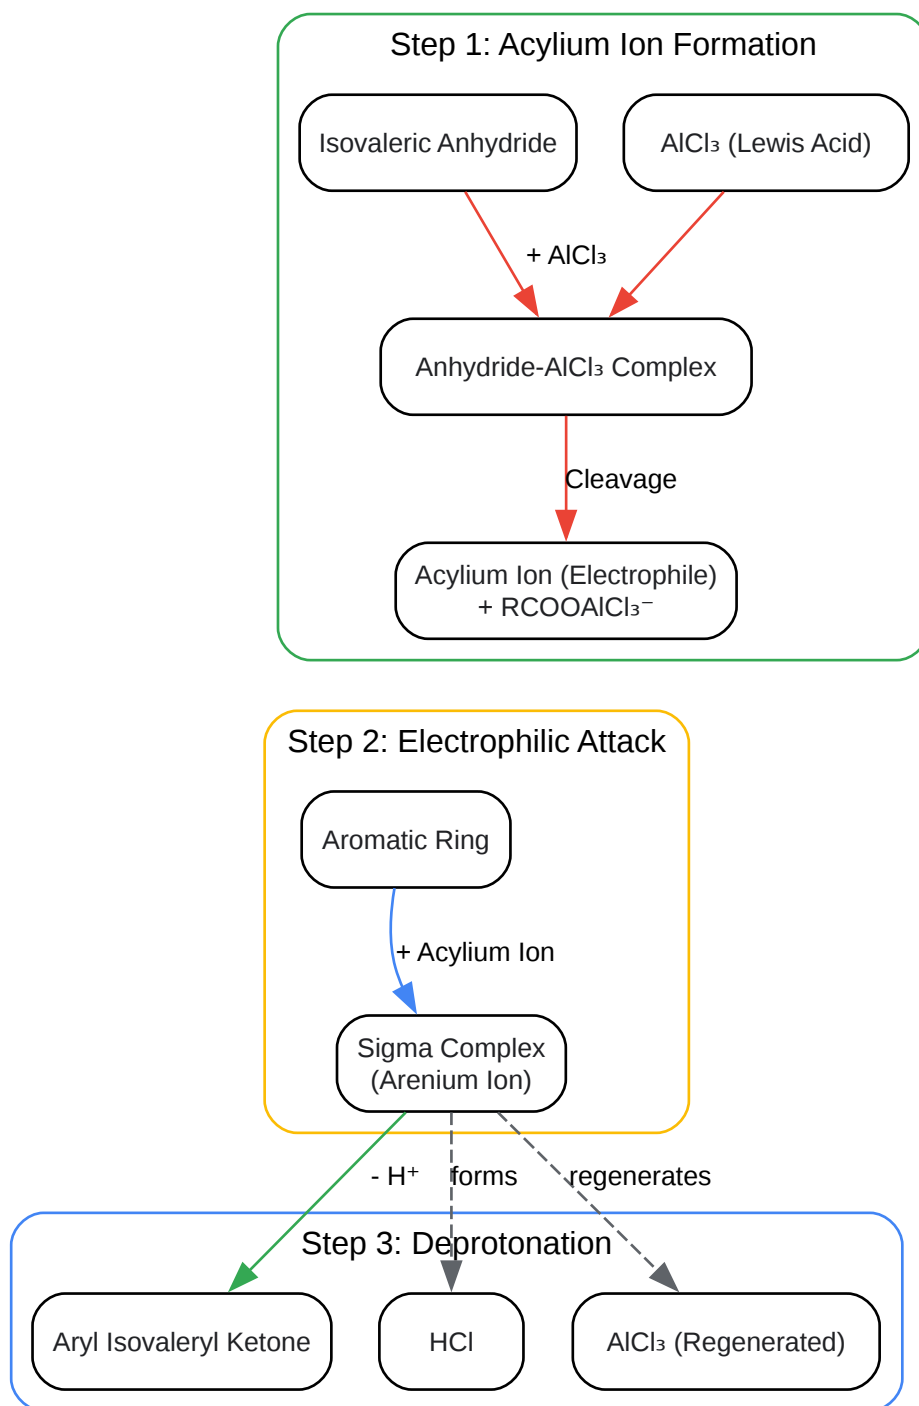 Step 1: Acylium Ion Formation
Isovaleric Anhydride
AlCl₃ (Lewis Acid)
+ AlCl₃
Anhydride-AlCl₃ Complex
Cleavage
Acylium Ion (Electrophile)
+ RCOOAlCl₃⁻
Step 2: Electrophilic Attack
Aromatic Ring
+ Acylium Ion
Sigma Complex
(Arenium Ion)
- H⁺
forms
regenerates
Step 3: Deprotonation
Aryl Isovaleryl Ketone
HCl
AlCl₃ (Regenerated)